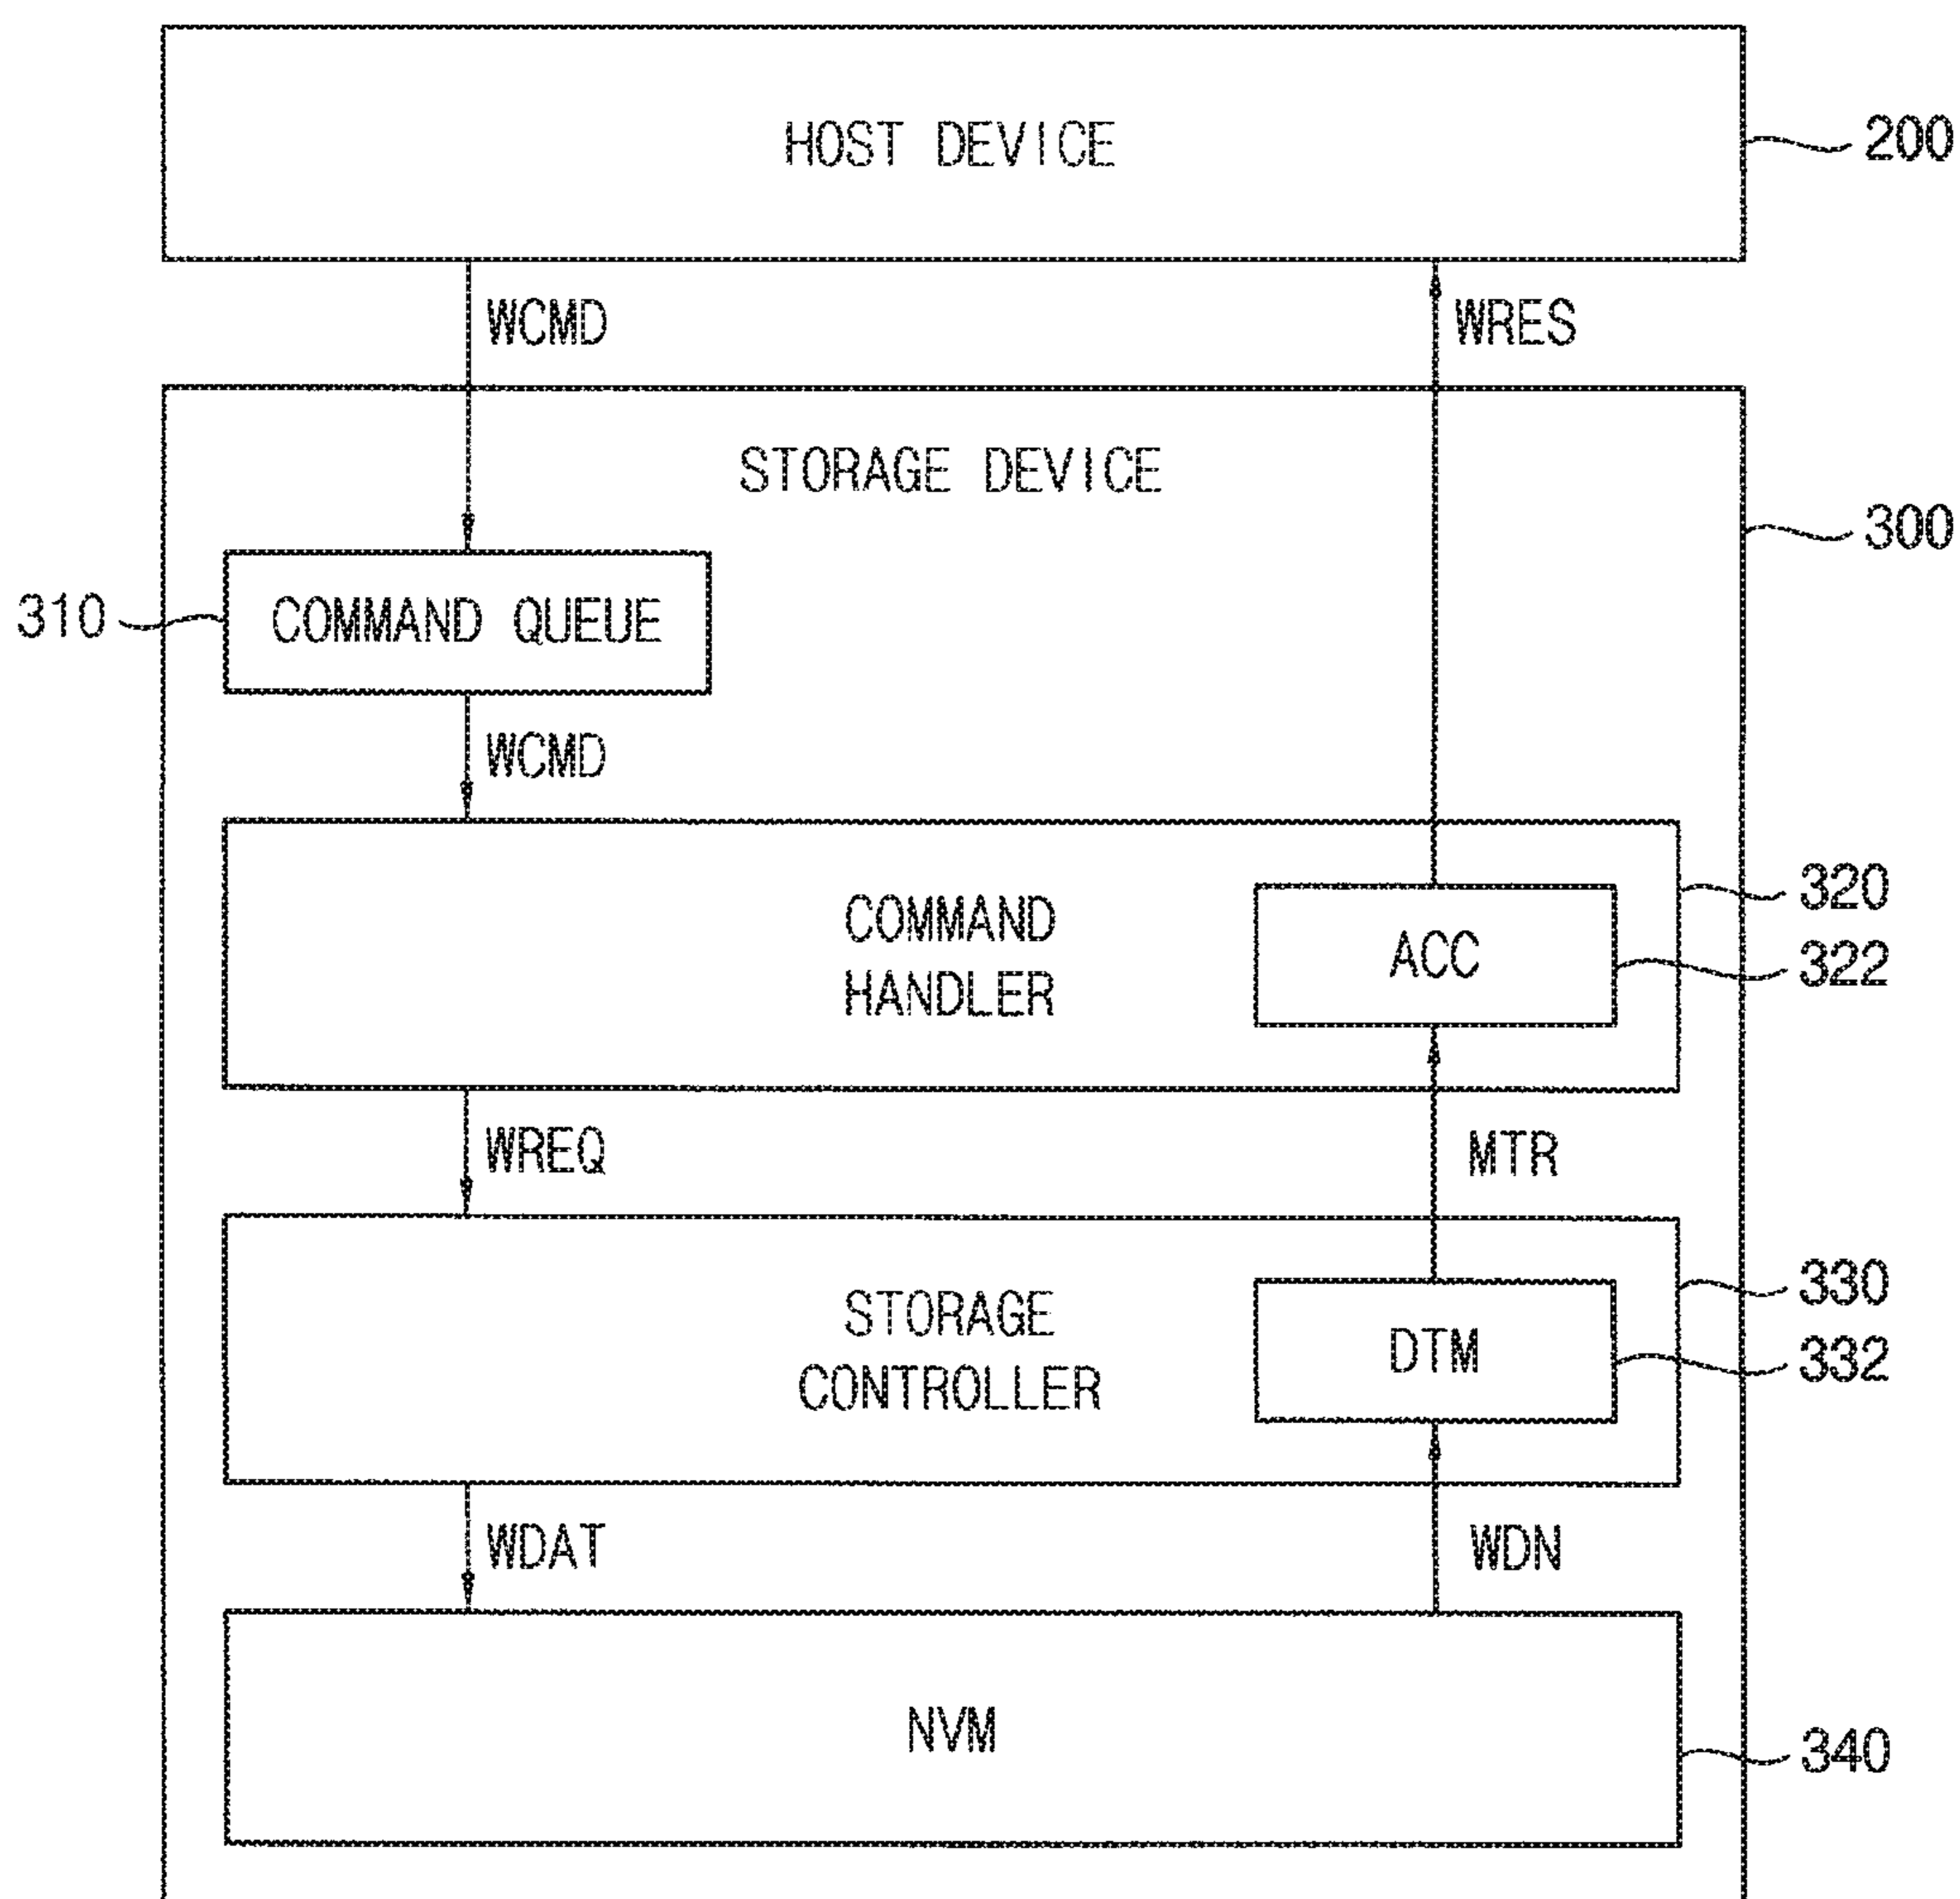 HOST DEVICE
200
WCMD
WRES
STORAGE DEVICE
300
310
COMMAND QUEUE
WCMD
320
COMMAND
HANDLER
ACC
322
WREQ
MTR
330
STORAGE
CONTROLLER
DTM
332
WDAT
WDN
NVM
340